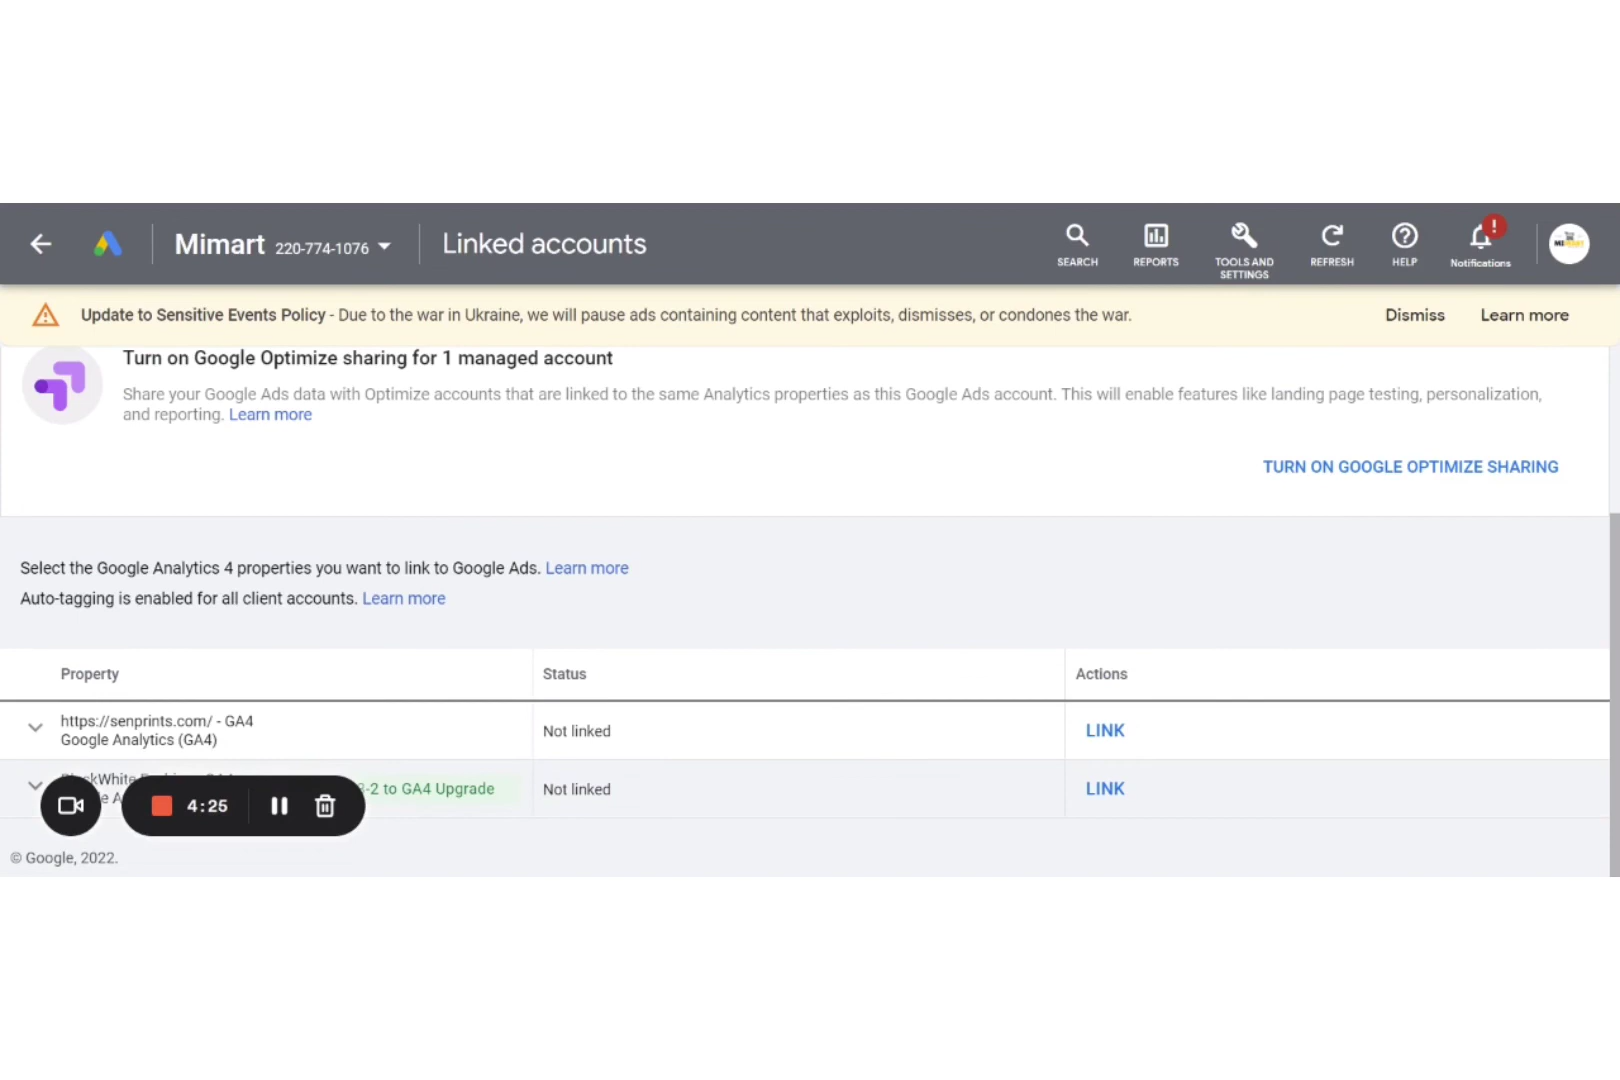 Mimart 220-774-1076
Linked accounts
SEARCH
REPORTS
TOOLS AND
SETTINGS
REFRESH
HELP
!
Notifications
Update to Sensitive Events Policy - Due to the war in Ukraine, we will pause ads containing content that exploits, dismisses, or condones the war.
Dismiss
Learn more
Turn on Google Optimize sharing for 1 managed account
Share your Google Ads data with Optimize accounts that are linked to the same Analytics properties as this Google Ads account. This will enable features like landing page testing, personalization,
and reporting. Learn more
TURN ON GOOGLE OPTIMIZE SHARING
Select the Google Analytics 4 properties you want to link to Google Ads. Learn more
Auto-tagging is enabled for all client accounts. Learn more
Property
Status
Actions
https://senprints.com/ - GA4
Google Analytics (GA4)
Not linked
LINK
-2 to GA4 Upgrade
Not linked
LINK
4:25
© Google, 2022.